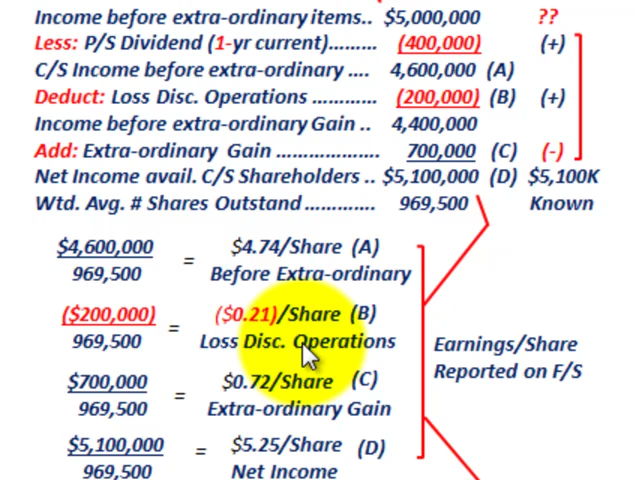 Income before extra-ordinary items.. $5,000,000 ??
Less: P/S Dividend (1-yr current)......... (400,000) (+)
C/S Income before extra-ordinary .... 4,600,000 (A)
Deduct: Loss Disc. Operations ............ (200,000) (B) (+)
Income before extra-ordinary Gain .. 4,400,000
Add: Extra-ordinary Gain .................... 700,000 (C) (-)
Net Income avail. C/S Shareholders .. $5,100,000 (D) $5,100K
Wtd. Avg. # Shares Outstand............. 969,500 Known
$4,600,000 = $4.74/Share (A)
969,500 Before Extra-ordinary
($200,000) = ($0.21)/Share (B)
969,500 Loss Disc. Operations
Earnings/Share
Reported on F/S
$700,000 = $0.72/Share (C)
969,500 Extra-ordinary Gain
$5,100,000 = $5.25/Share (D)
969,500 Net Income